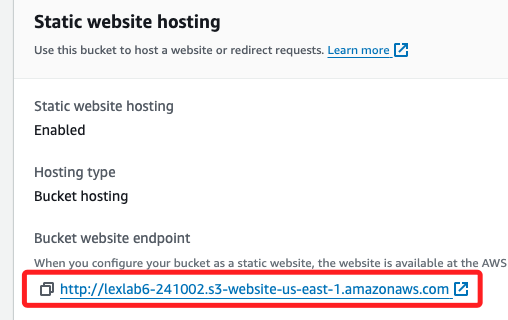 Static website hosting
Use this bucket to host a website or redirect requests. Learn more
Static website hosting
Enabled
Hosting type
Bucket hosting
Bucket website endpoint
When you configure your bucket as a static website, the website is available at the AWS
http://lexlab6-241002.s3-website-us-east-1.amazonaws.com